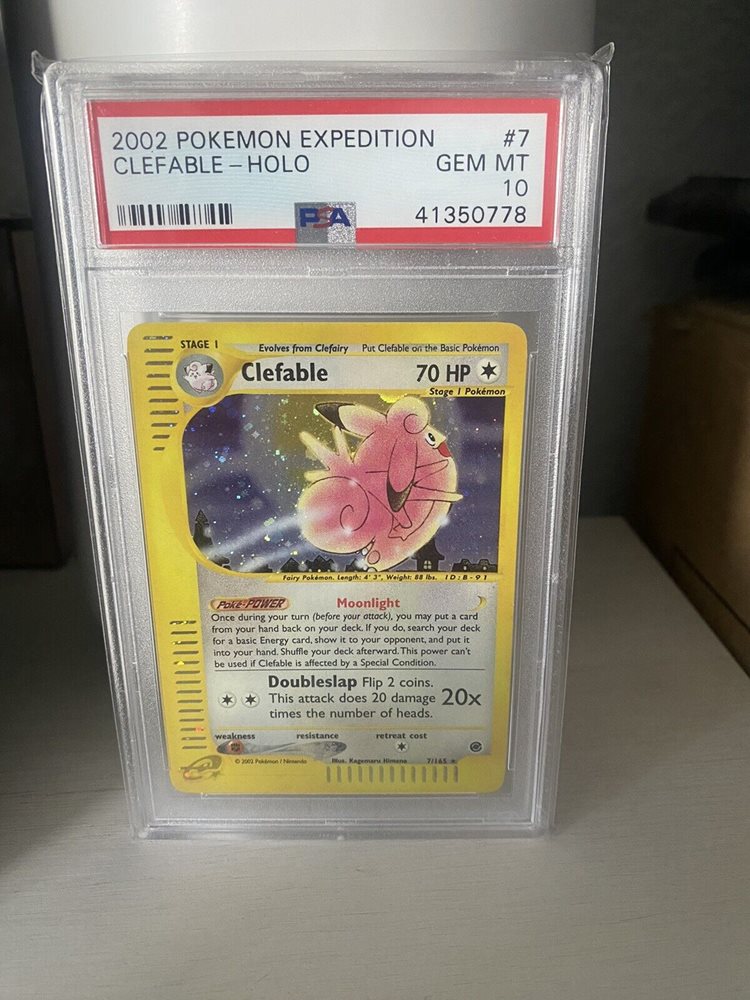 2002 POKEMON EXPEDITION #7
CLEFABLE – HOLO GEM MT
10
PSA 41350778
STAGE 1 Evolves from Clefairy Put Clefable on the Basic Pokémon
Clefable 70 HP
Stage 1 Pokémon
Fairy Pokémon. Length: 4' 3", Weight: 88 lbs. ID: B - 91
POKé-POWER Moonlight
Once during your turn (before your attack), you may put a card
from your hand back on your deck. If you do, search your deck
for a basic Energy card, show it to your opponent, and put it
into your hand. Shuffle your deck afterward. This power can't
be used if Clefable is affected by a Special Condition.
Doubleslap Flip 2 coins.
This attack does 20 damage 20x
times the number of heads.
weakness resistance retreat cost
© 2002 Pokémon / Nintendo Illus. Kagemaru Himeno 7/165